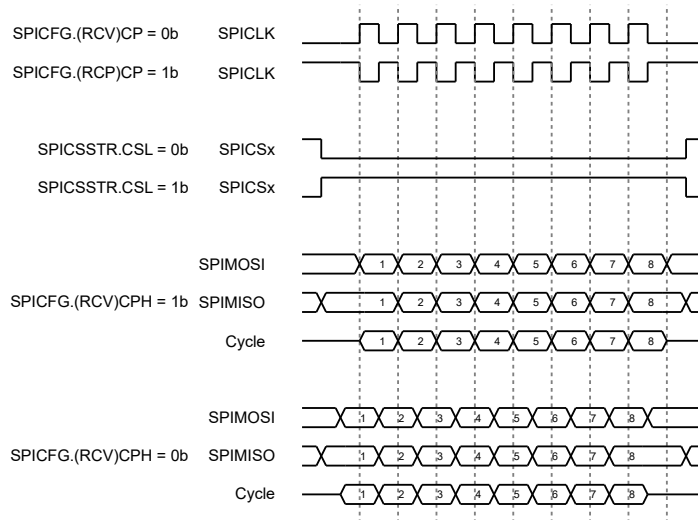 SPICFG.(RCV)CP = 0b SPICLK
SPICFG.(RCP)CP = 1b SPICLK
SPICSSTR.CSL = 0b SPICSx
SPICSSTR.CSL = 1b SPICSx
SPIMOSI 1 2 3 4 5 6 7 8
SPICFG.(RCV)CPH = 1b SPIMISO 1 2 3 4 5 6 7 8
Cycle 1 2 3 4 5 6 7 8
SPIMOSI 1 2 3 4 5 6 7 8
SPICFG.(RCV)CPH = 0b SPIMISO 1 2 3 4 5 6 7 8
Cycle 1 2 3 4 5 6 7 8